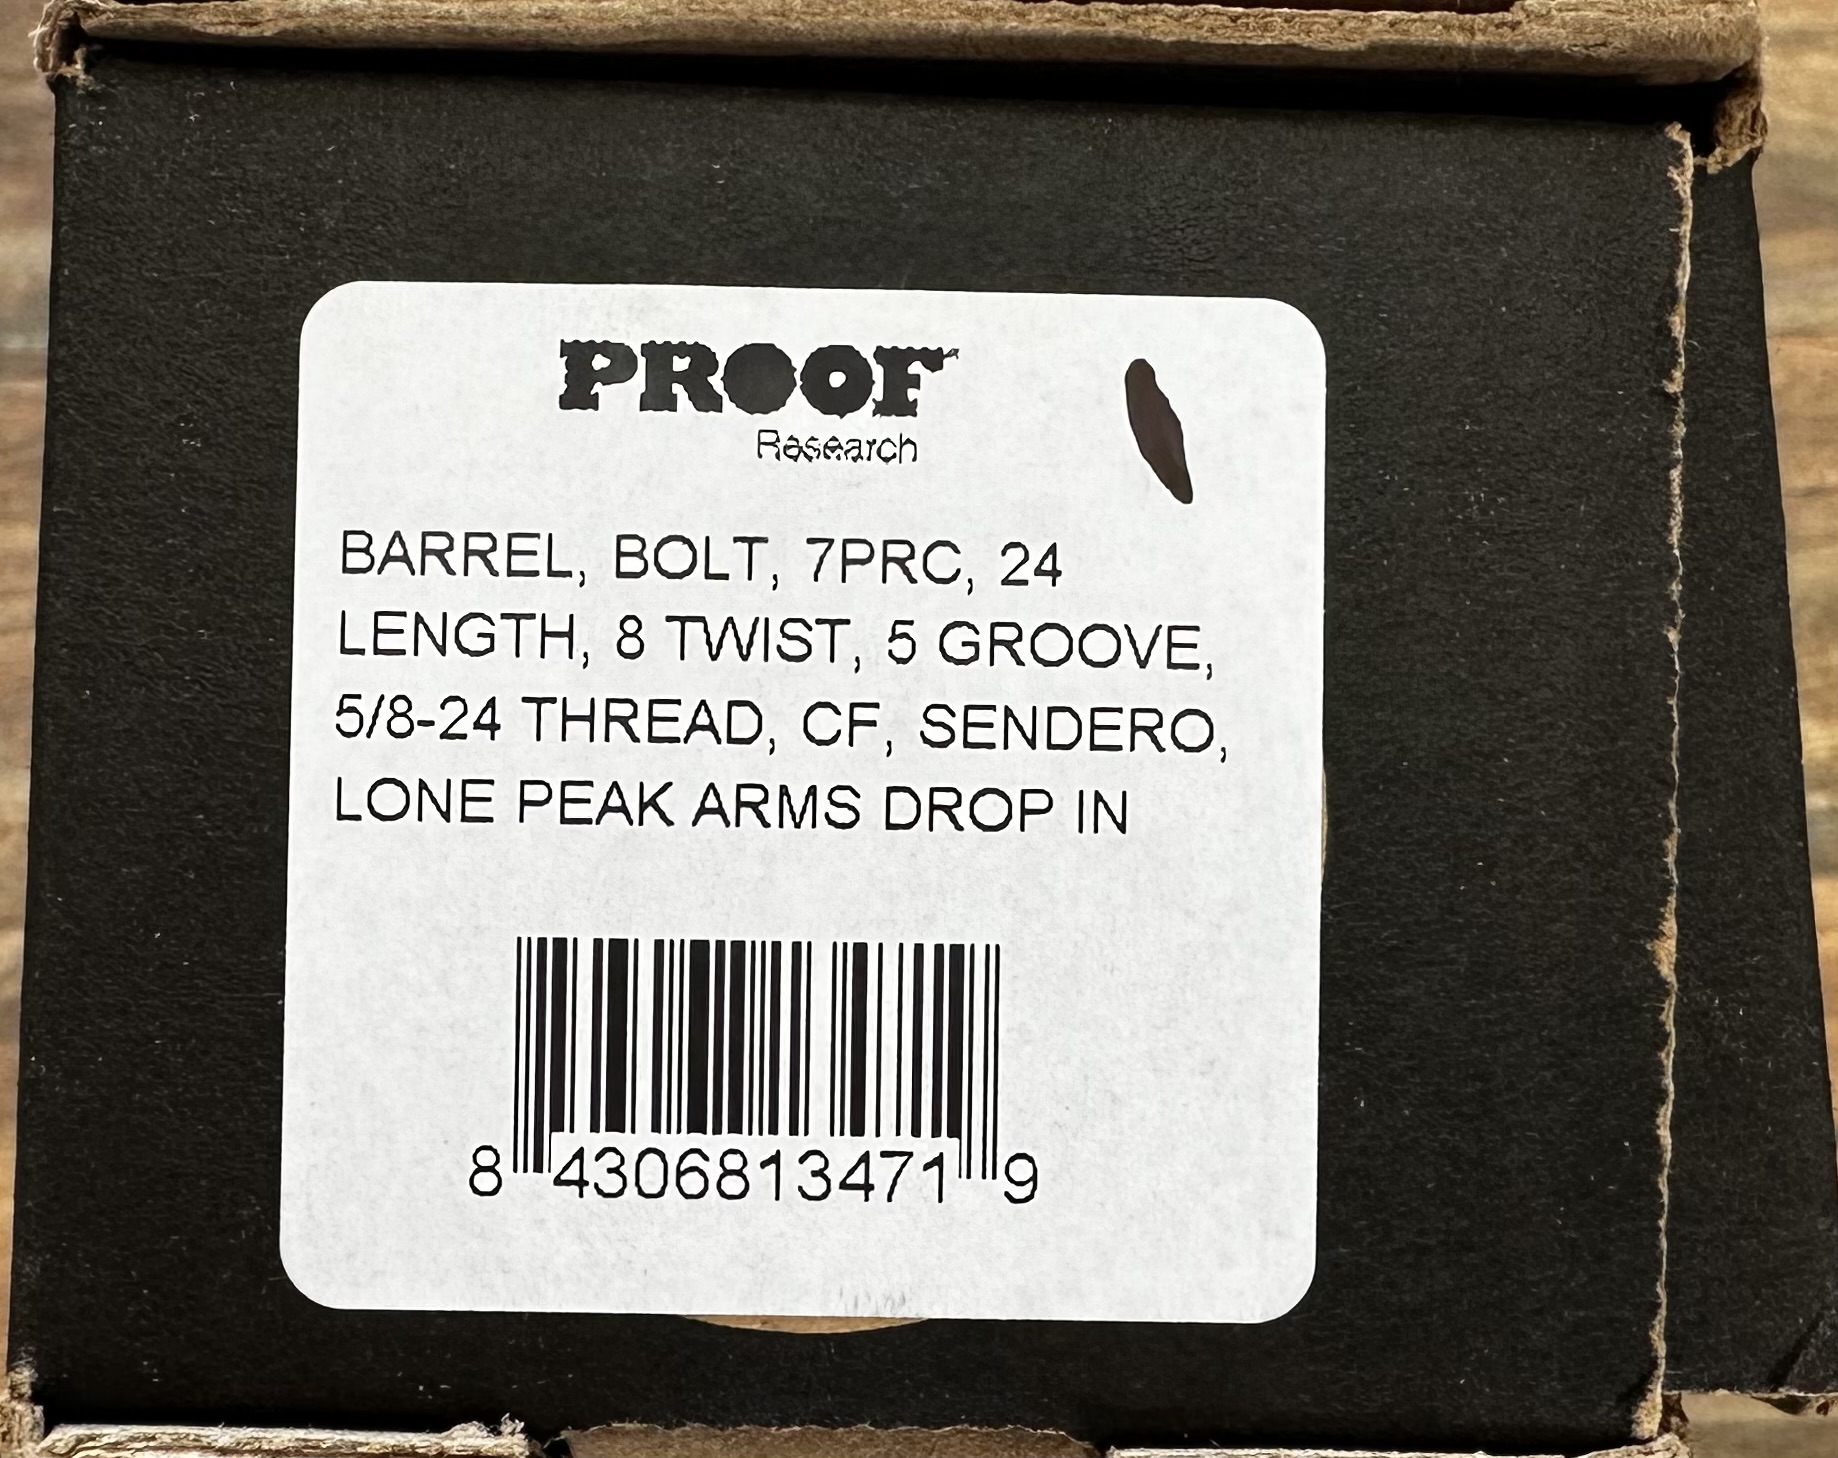 PROOF
Research
BARREL, BOLT, 7PRC, 24
LENGTH, 8 TWIST, 5 GROOVE,
5/8-24 THREAD, CF, SENDERO,
LONE PEAK ARMS DROP IN
8 4306813471 9